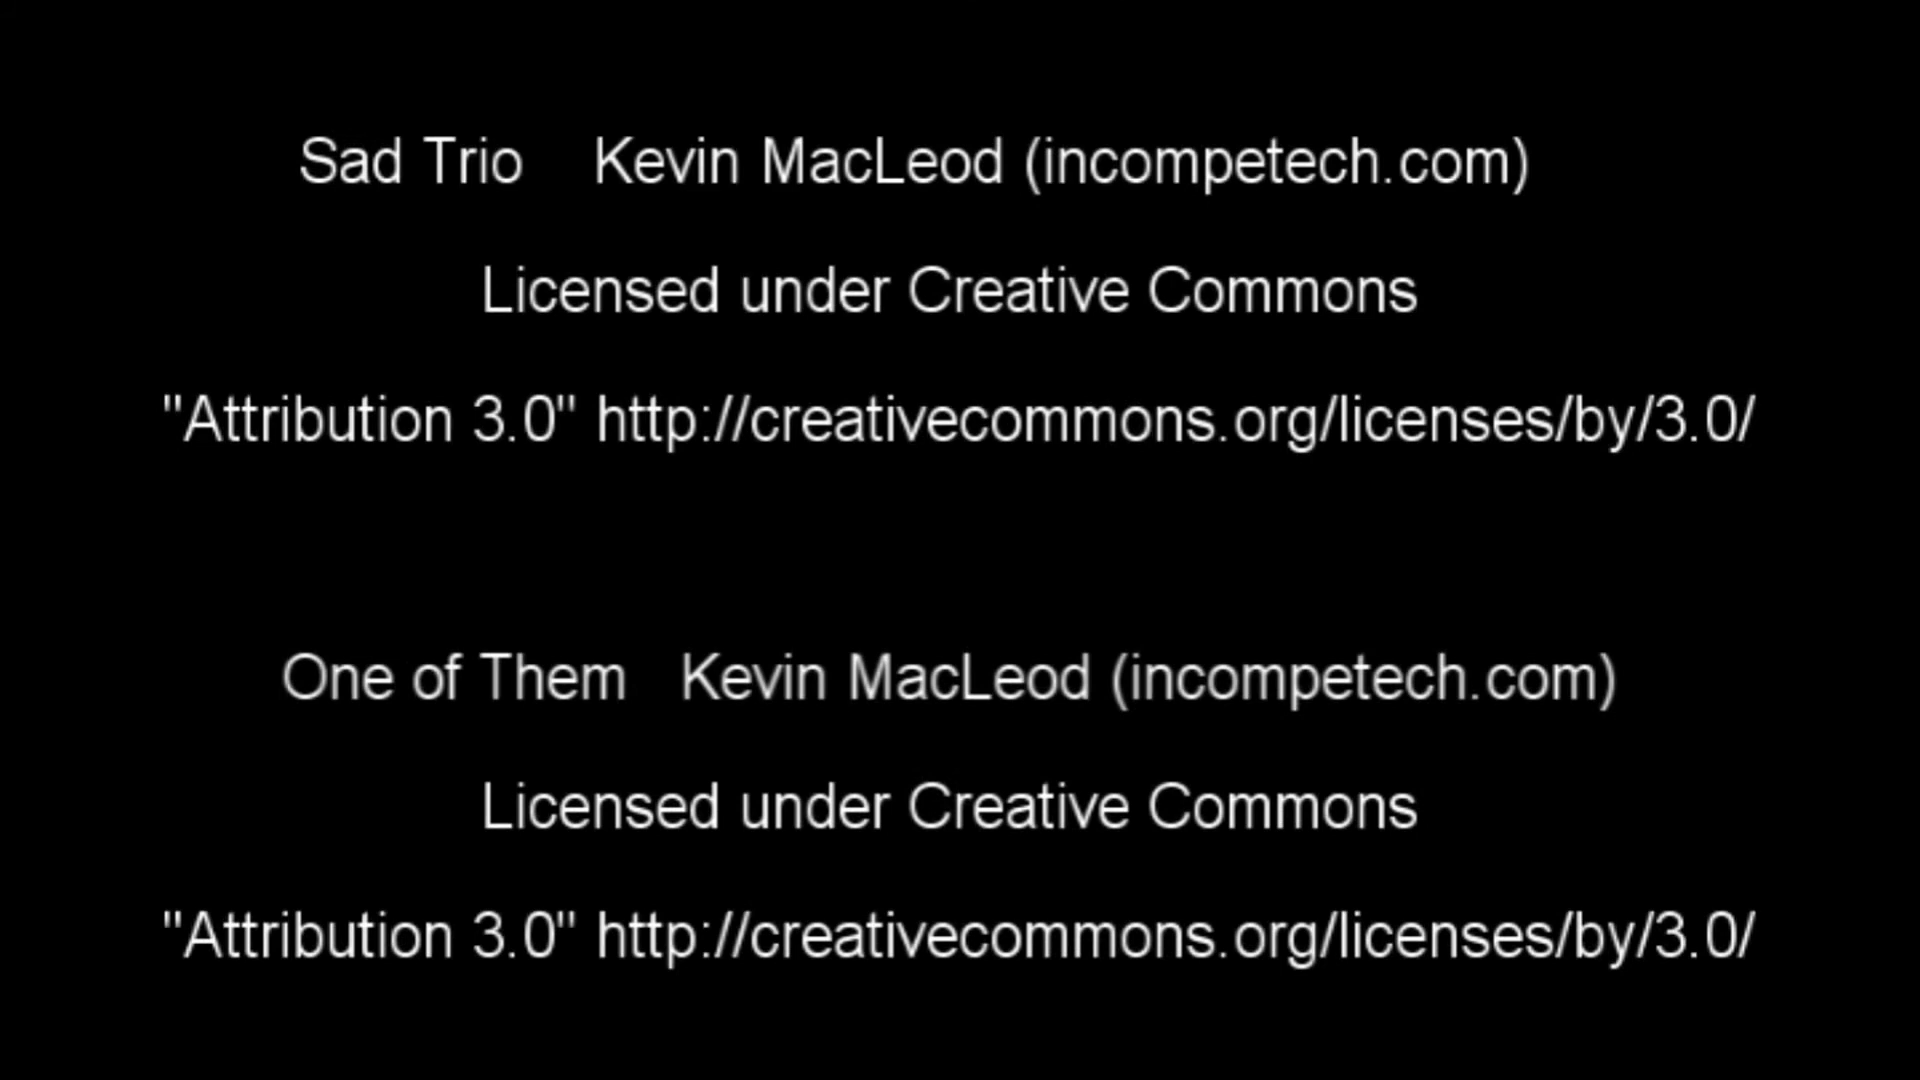 Sad Trio    Kevin MacLeod (incompetech.com)
Licensed under Creative Commons
"Attribution 3.0" http://creativecommons.org/licenses/by/3.0/
One of Them   Kevin MacLeod (incompetech.com)
Licensed under Creative Commons
"Attribution 3.0" http://creativecommons.org/licenses/by/3.0/